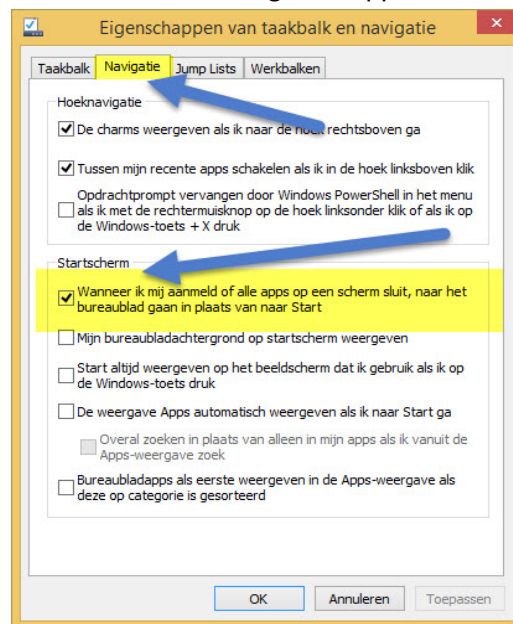 Eigenschappen van taakbalk en navigatie
Taakbalk Navigatie Jump Lists Werkbalken
Hoeknavigatie
De charms weergeven als ik naar de hoek rechtsboven ga
Tussen mijn recente apps schakelen als ik in de hoek linksboven klik
Opdrachtprompt vervangen door Windows PowerShell in het menu
als ik met de rechtermuisknop op de hoek linksonder klik of als ik op
de Windows-toets + X druk
Startscherm
Wanneer ik mij aanmeld of alle apps op een scherm sluit, naar het
bureaublad gaan in plaats van naar Start
Mijn bureaubladachtergrond op startscherm weergeven
Start altijd weergeven op het beeldscherm dat ik gebruik als ik op
de Windows-toets druk
De weergave Apps automatisch weergeven als ik naar Start ga
Overal zoeken in plaats van alleen in mijn apps als ik vanuit de
Apps-weergave zoek
Bureaubladapps als eerste weergeven in de Apps-weergave als
deze op categorie is gesorteerd
OK Annuleren Toepassen